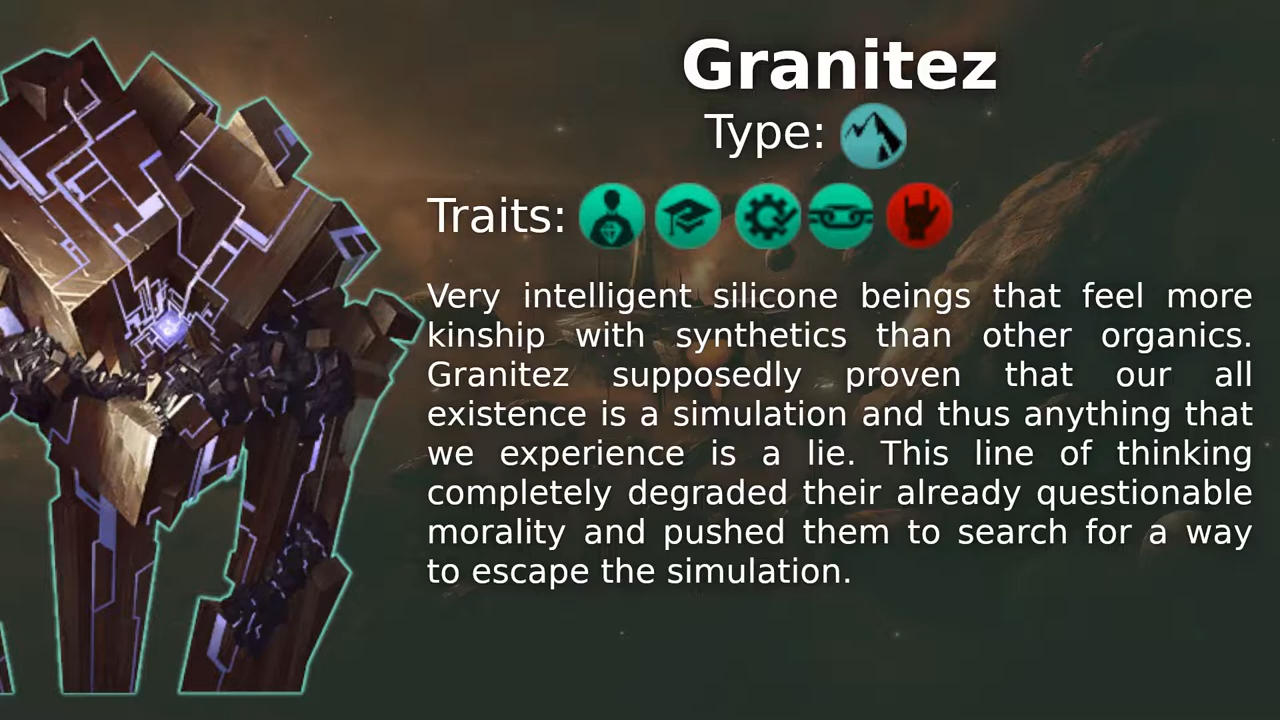 Granitez
Type:
Traits:
Very intelligent silicone beings that feel more
kinship with synthetics than other organics.
Granitez supposedly proven that our all
existence is a simulation and thus anything that
we experience is a lie. This line of thinking
completely degraded their already questionable
morality and pushed them to search for a way
to escape the simulation.